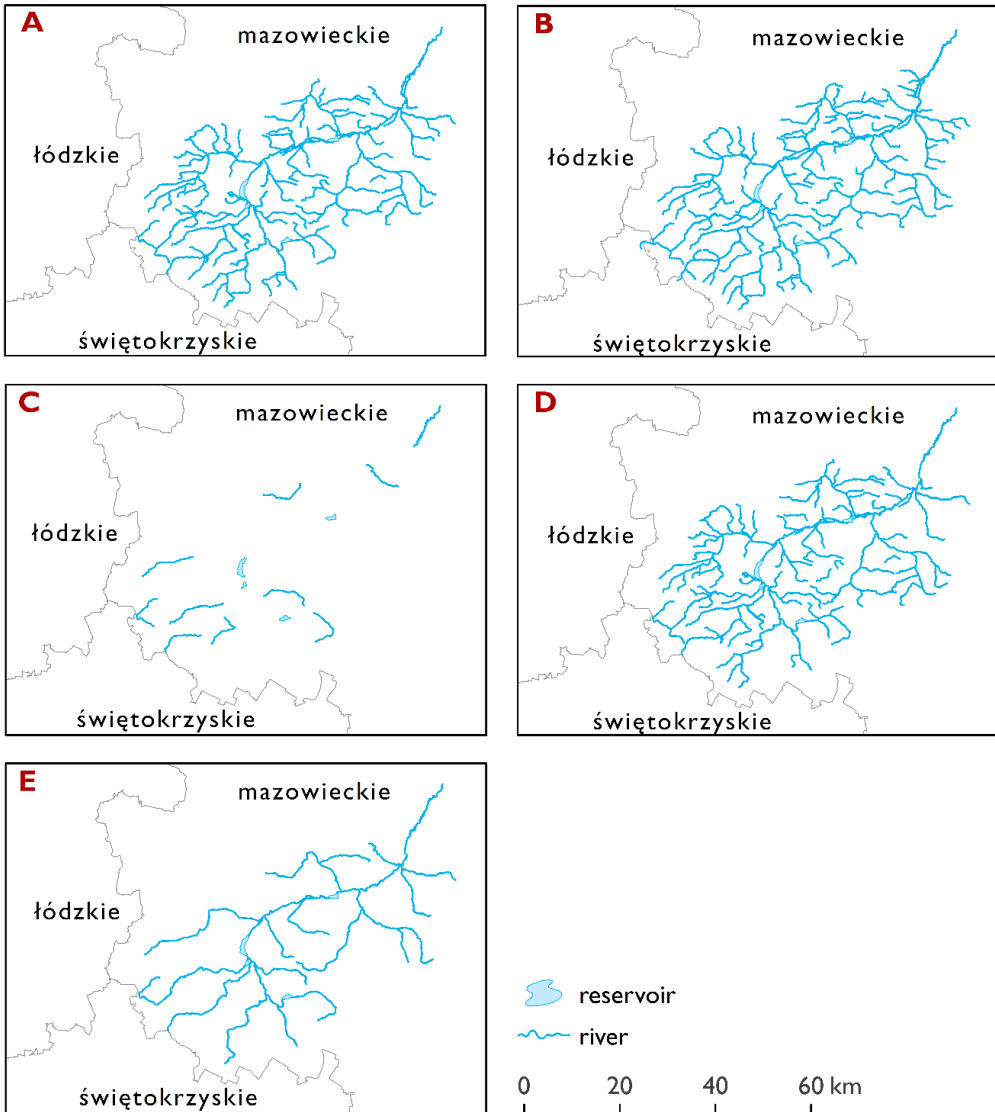 A
mazowieckie
łódzkie
świętokrzyskie
B
mazowieckie
łódzkie
świętokrzyskie
C
mazowieckie
łódzkie
świętokrzyskie
D
mazowieckie
łódzkie
świętokrzyskie
E
mazowieckie
łódzkie
świętokrzyskie
reservoir
river
0 20 40 60 km